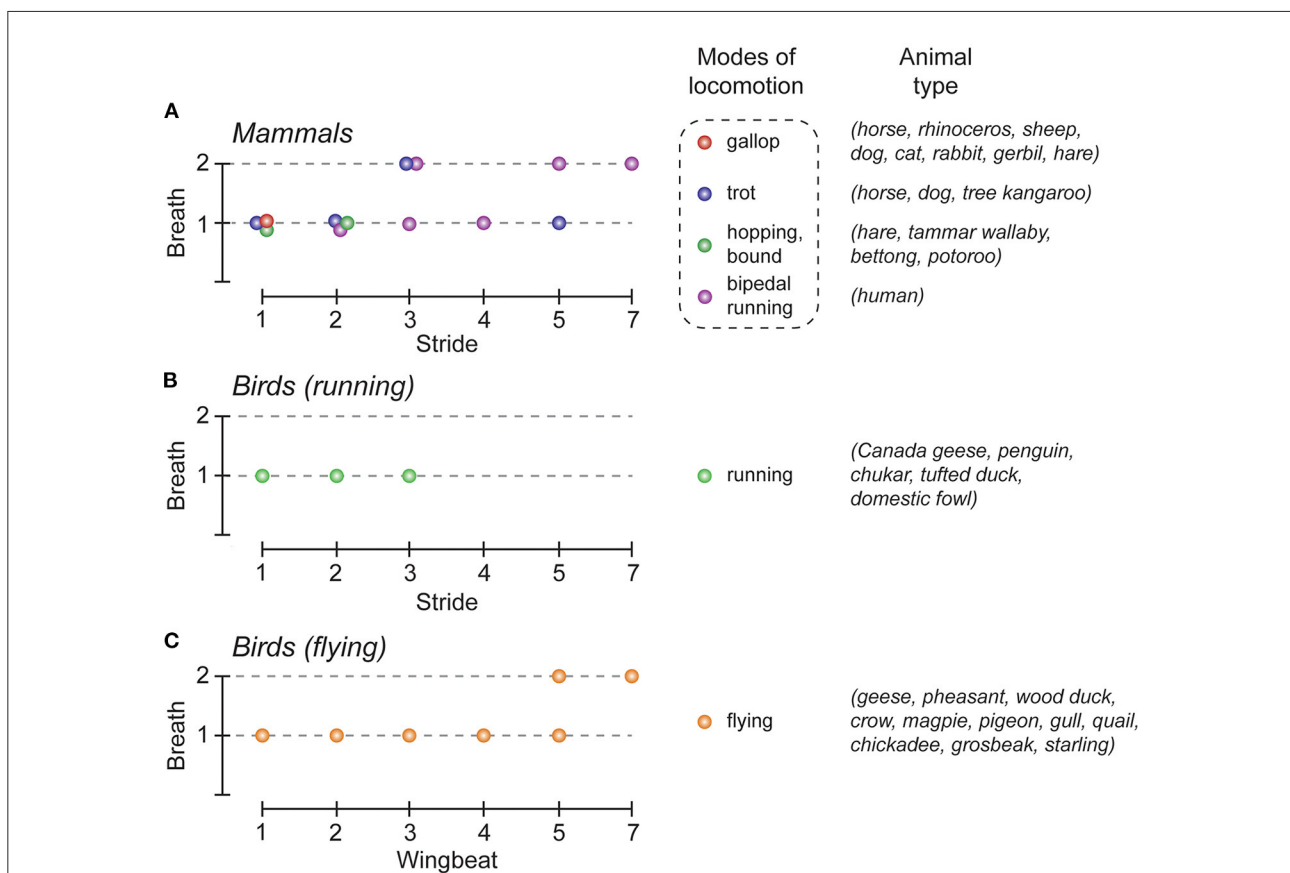 Modes of
locomotion
Animal
type
A
Mammals
2
1
Breath
1 2 3 4 5 7
Stride
gallop
(horse, rhinoceros, sheep,
dog, cat, rabbit, gerbil, hare)
trot
(horse, dog, tree kangaroo)
hopping,
bound
(hare, tammar wallaby,
bettong, potoroo)
bipedal
running
(human)
B
Birds (running)
2
1
Breath
1 2 3 4 5 7
Stride
running
(Canada geese, penguin,
chukar, tufted duck,
domestic fowl)
C
Birds (flying)
2
1
Breath
1 2 3 4 5 7
Wingbeat
flying
(geese, pheasant, wood duck,
crow, magpie, pigeon, gull, quail,
chickadee, grosbeak, starling)